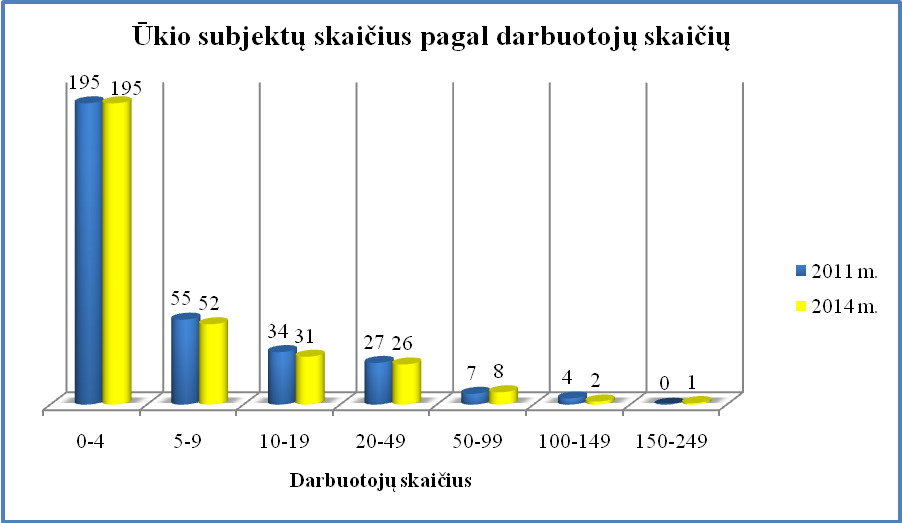 Ūkio subjektų skaičius pagal darbuotojų skaičių
195 195
55 52
34 31
27 26
7 8
4 2
0 1
0-4 5-9 10-19 20-49 50-99 100-149 150-249
Darbuotojų skaičius
2011 m.
2014 m.